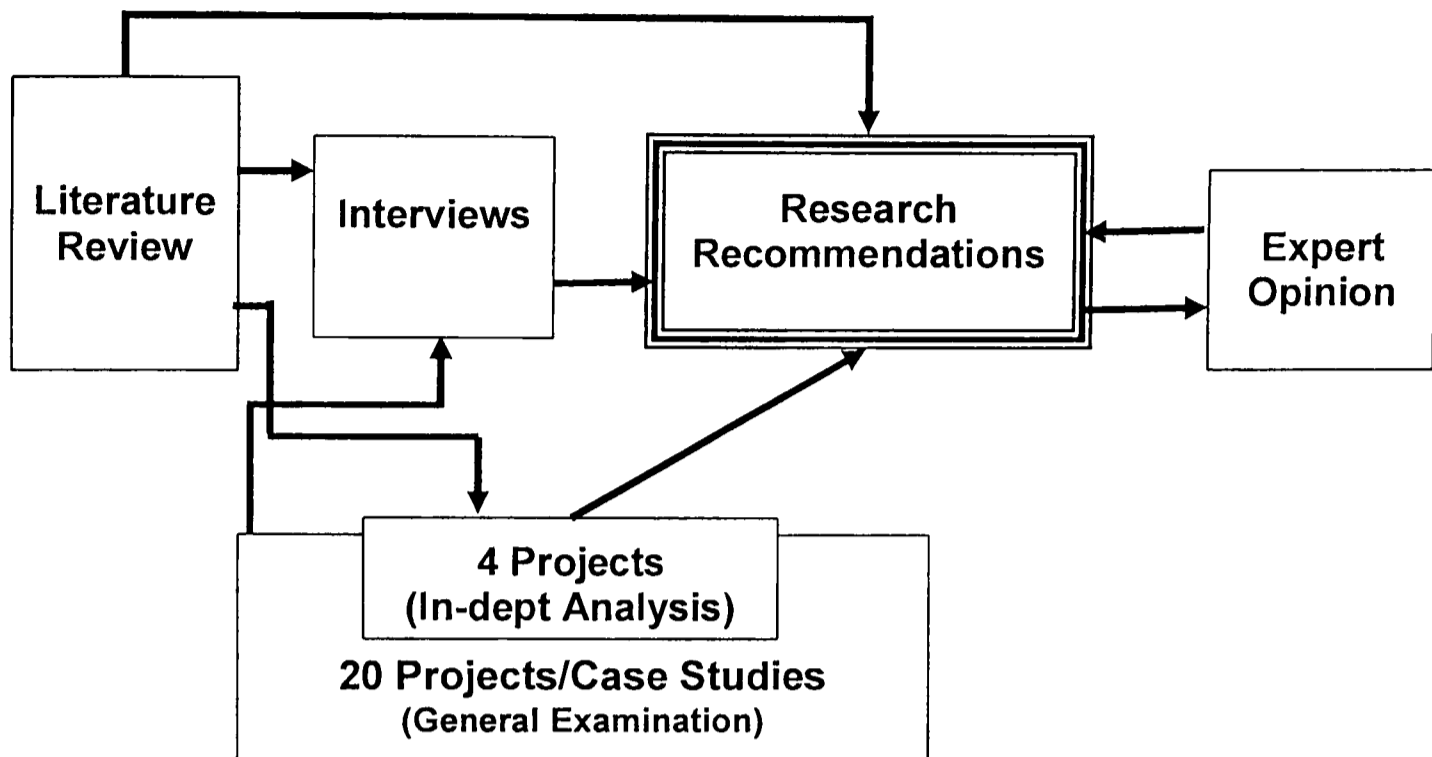 Literature
Review
Interviews
Research
Recommendations
Expert
Opinion
4 Projects
(In-dept Analysis)
20 Projects/Case Studies
(General Examination)